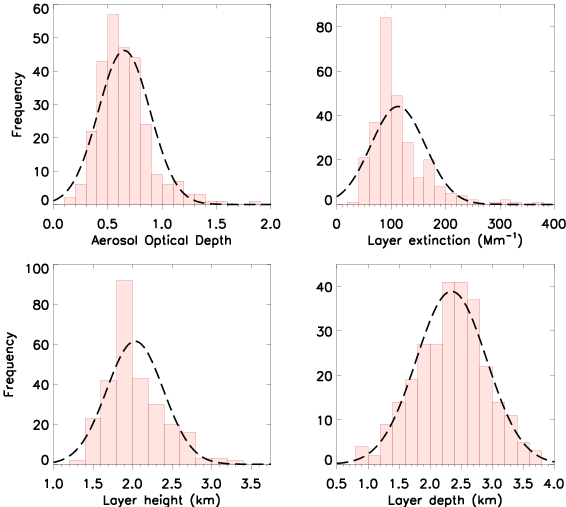 60
50
40
30
20
10
0
Frequency
0.0 0.5 1.0 1.5 2.0
Aerosol Optical Depth
80
60
40
20
0
0 100 200 300 400
Layer extinction (Mm⁻¹)
100
80
60
40
20
0
Frequency
1.0 1.5 2.0 2.5 3.0 3.5
Layer height (km)
40
30
20
10
0
0.5 1.0 1.5 2.0 2.5 3.0 3.5 4.0
Layer depth (km)